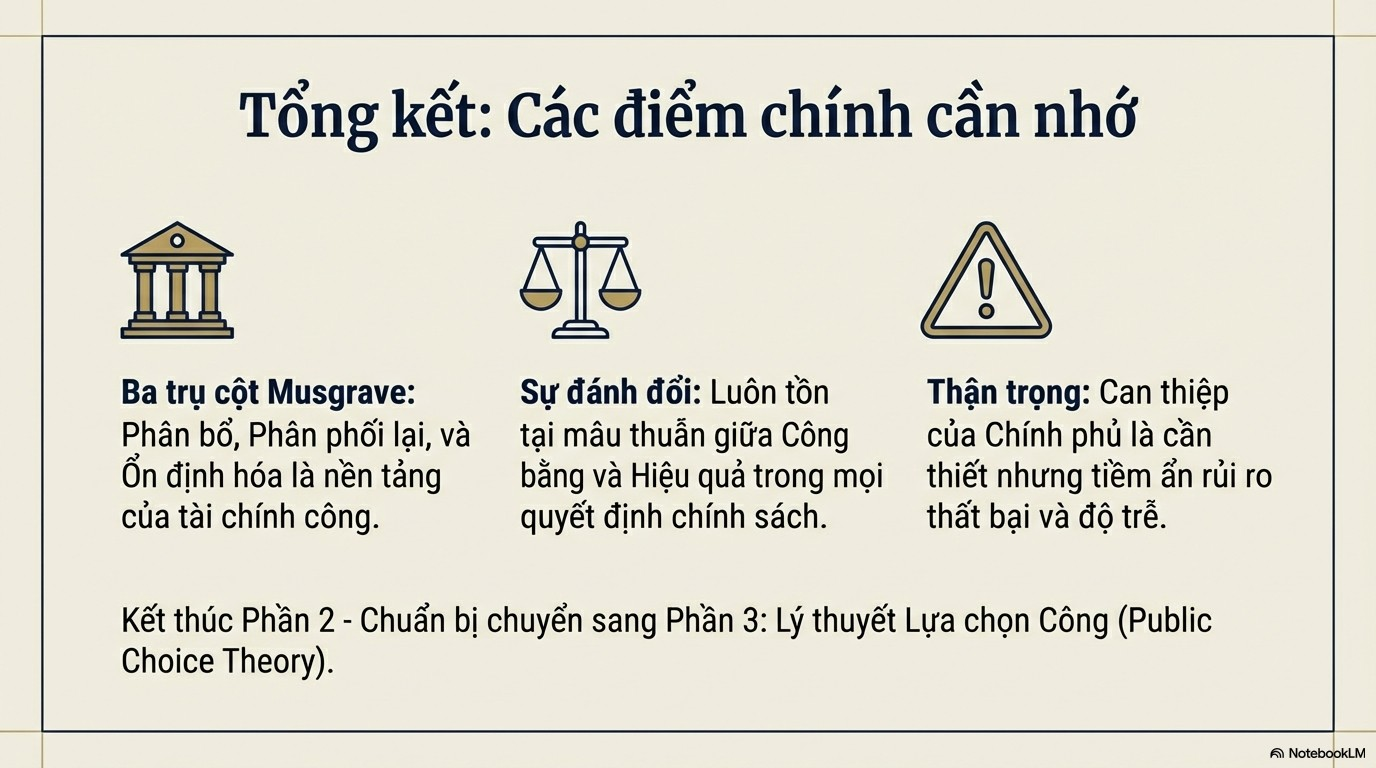 Tổng kết: Các điểm chính cần nhớ
Ba trụ cột Musgrave:
Phân bổ, Phân phối lại, và
Ổn định hóa là nền tảng
của tài chính công.
Sự đánh đổi: Luôn tồn
tại mâu thuẫn giữa Công
bằng và Hiệu quả trong mọi
quyết định chính sách.
Thận trọng: Can thiệp
của Chính phủ là cần
thiết nhưng tiềm ẩn rủi ro
thất bại và độ trễ.
Kết thúc Phần 2 - Chuẩn bị chuyển sang Phần 3: Lý thuyết Lựa chọn Công (Public
Choice Theory).
NotebookLM